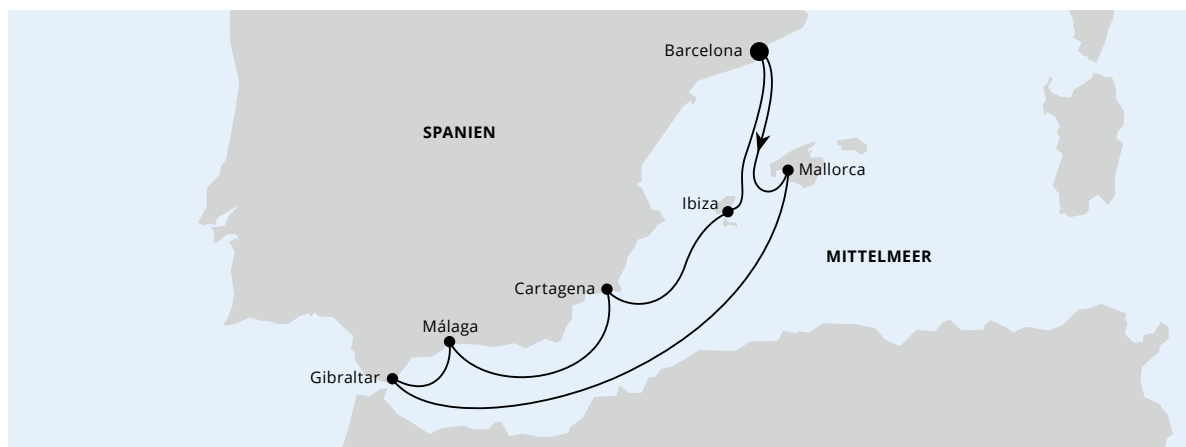 Barcelona
SPANIEN
Mallorca
Ibiza
MITTELMEER
Cartagena
Málaga
Gibraltar